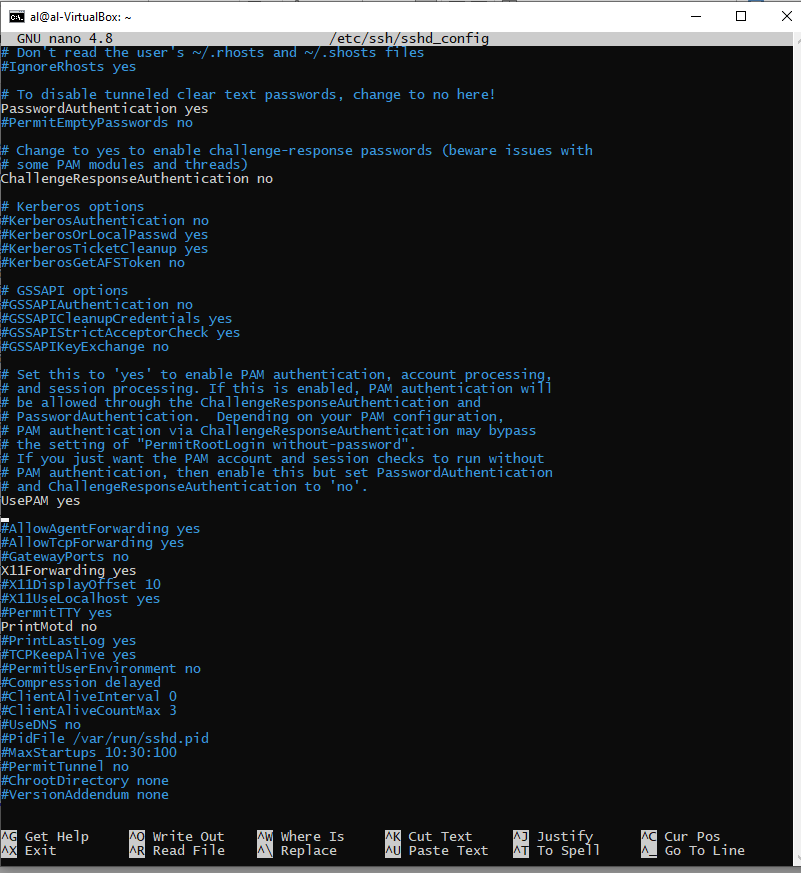 al@al-VirtualBox: ~
GNU nano 4.8 /etc/ssh/sshd_config
# Don't read the user's ~/.rhosts and ~/.shosts files
#IgnoreRhosts yes
# To disable tunneled clear text passwords, change to no here!
PasswordAuthentication yes
#PermitEmptyPasswords no
# Change to yes to enable challenge-response passwords (beware issues with
# some PAM modules and threads)
ChallengeResponseAuthentication no
# Kerberos options
#KerberosAuthentication no
#KerberosOrLocalPasswd yes
#KerberosTicketCleanup yes
#KerberosGetAFSToken no
# GSSAPI options
#GSSAPIAuthentication no
#GSSAPICleanupCredentials yes
#GSSAPIStrictAcceptorCheck yes
#GSSAPIKeyExchange no
# Set this to 'yes' to enable PAM authentication, account processing,
# and session processing. If this is enabled, PAM authentication will
# be allowed through the ChallengeResponseAuthentication and
# PasswordAuthentication.  Depending on your PAM configuration,
# PAM authentication via ChallengeResponseAuthentication may bypass
# the setting of "PermitRootLogin without-password".
# If you just want the PAM account and session checks to run without
# PAM authentication, then enable this but set PasswordAuthentication
# and ChallengeResponseAuthentication to 'no'.
UsePAM yes
#AllowAgentForwarding yes
#AllowTcpForwarding yes
#GatewayPorts no
X11Forwarding yes
#X11DisplayOffset 10
#X11UseLocalhost yes
#PermitTTY yes
PrintMotd no
#PrintLastLog yes
#TCPKeepAlive yes
#PermitUserEnvironment no
#Compression delayed
#ClientAliveInterval 0
#ClientAliveCountMax 3
#UseDNS no
#PidFile /var/run/sshd.pid
#MaxStartups 10:30:100
#PermitTunnel no
#ChrootDirectory none
#VersionAddendum none
^G Get Help ^O Write Out ^W Where Is ^K Cut Text ^J Justify ^C Cur Pos
^X Exit ^R Read File ^\ Replace ^U Paste Text ^T To Spell ^_ Go To Line